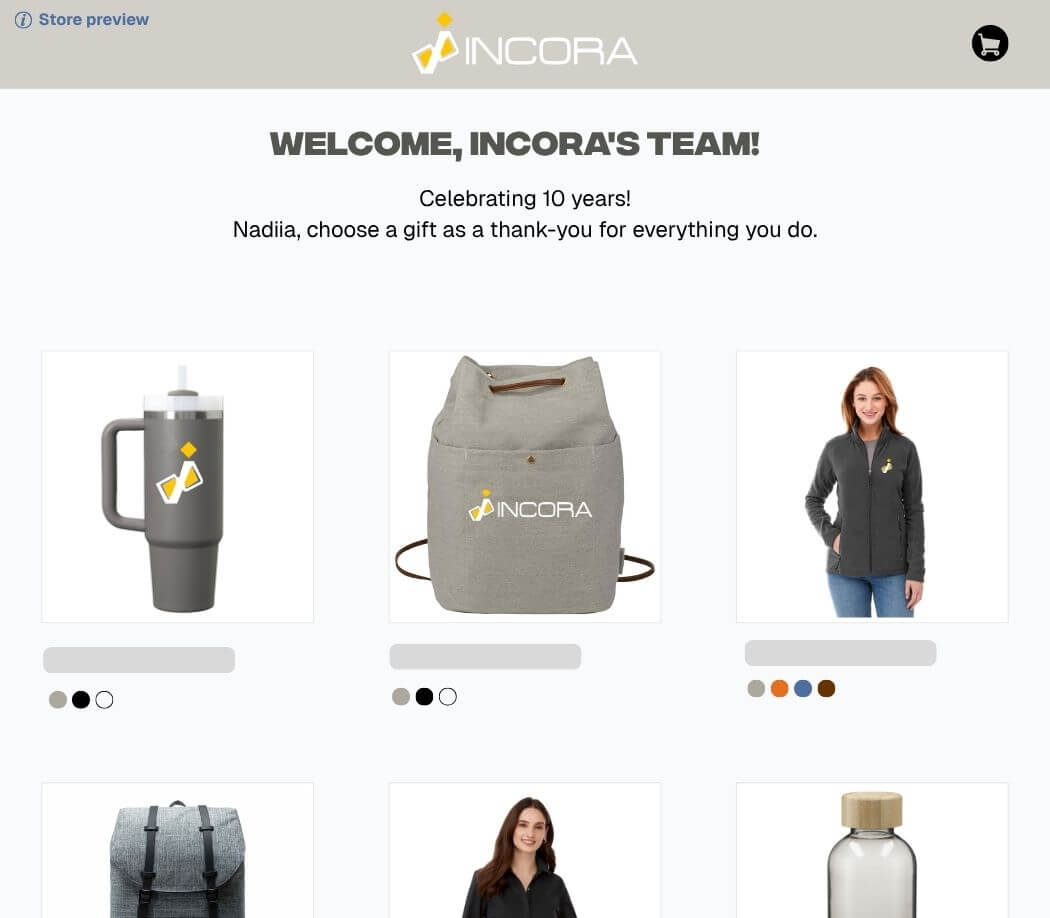 Store preview
INCORA
WELCOME, INCORA'S TEAM!
Celebrating 10 years!
Nadiia, choose a gift as a thank-you for everything you do.
INCORA